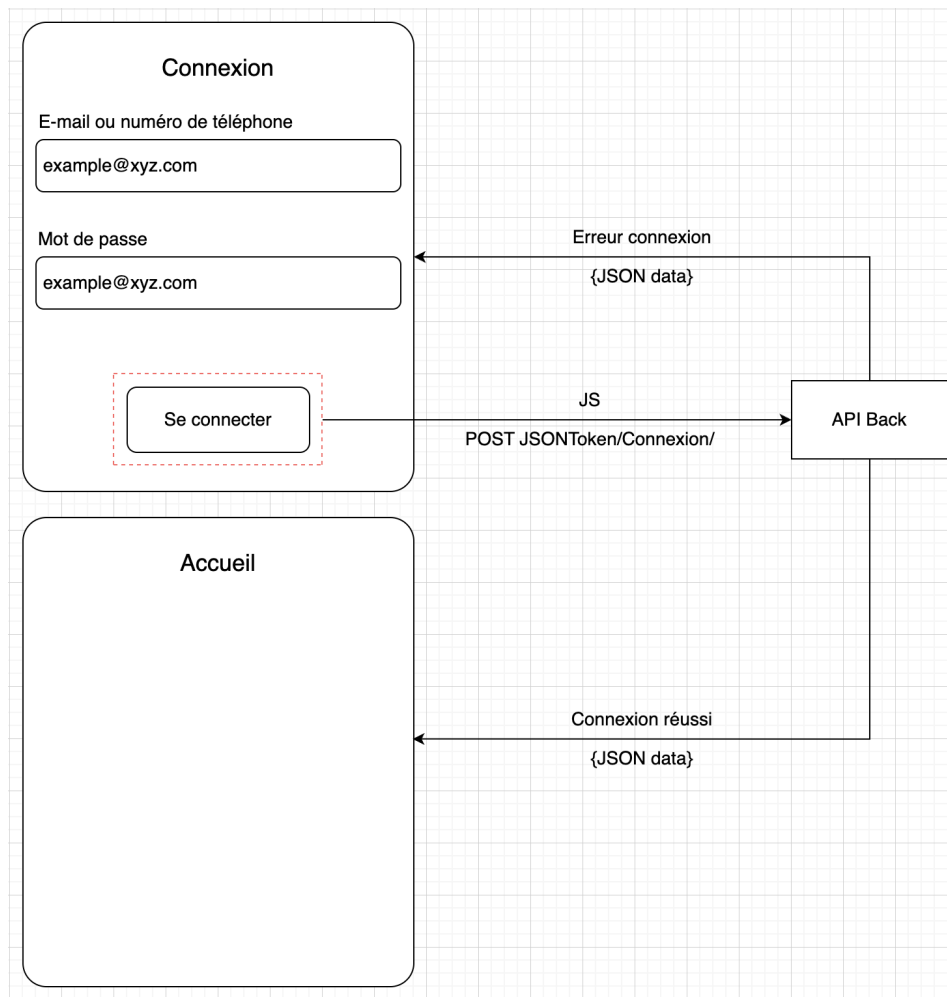 Connexion
E-mail ou numéro de téléphone
example@xyz.com
Mot de passe
example@xyz.com
Se connecter
Erreur connexion
{JSON data}
JS
POST JSONToken/Connexion/
API Back
Accueil
Connexion réussi
{JSON data}